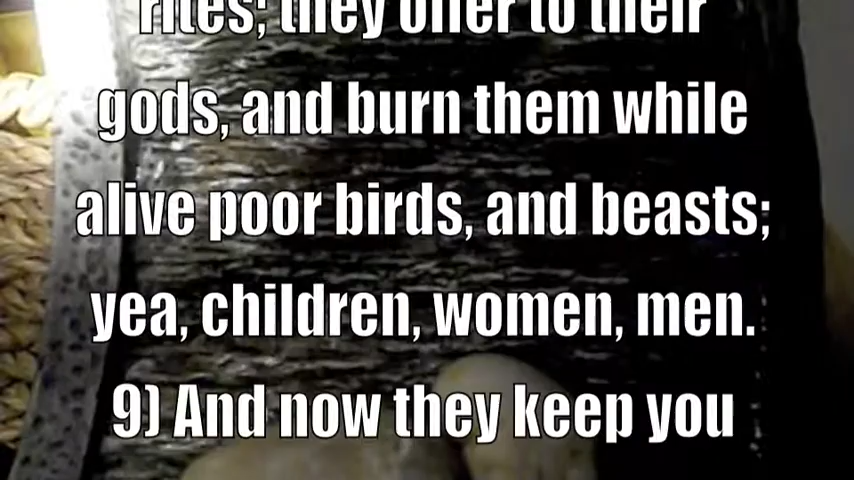 rites; they offer to their
gods, and burn them while
alive poor birds, and beasts;
yea, children, women, men.
9) And now they keep you